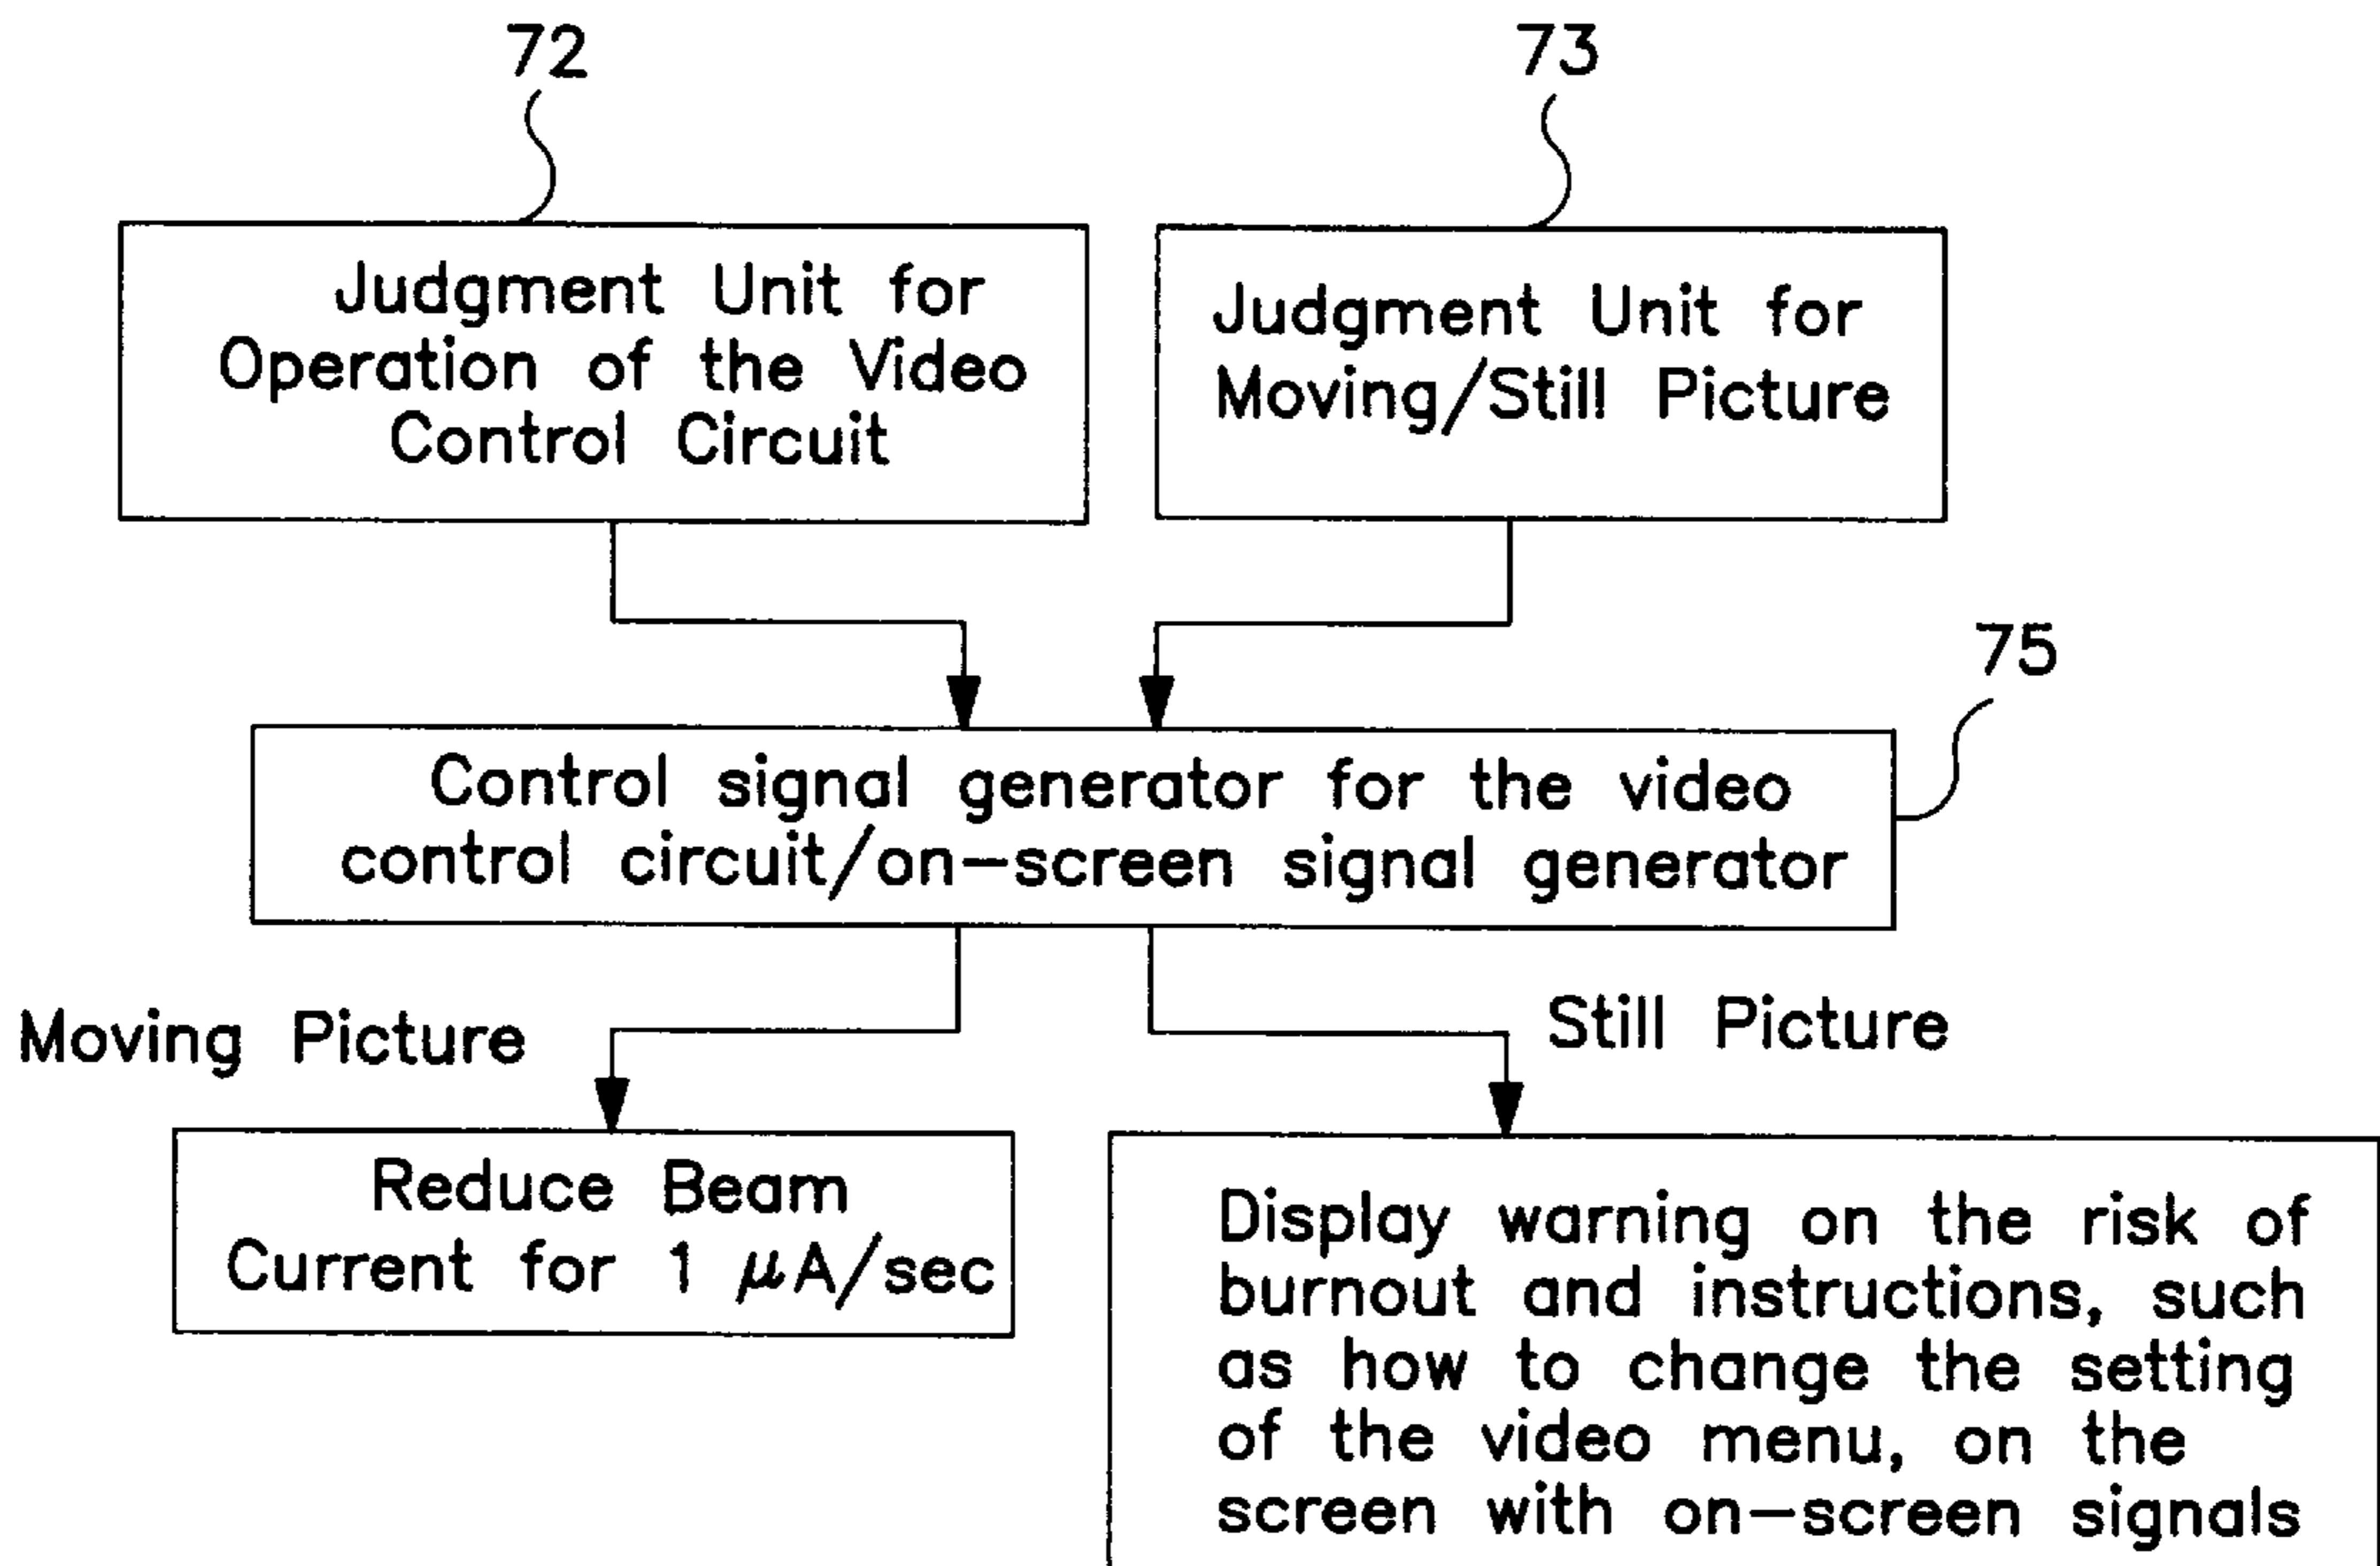 72
73
Judgment Unit for
Operation of the Video
Control Circuit
Judgment Unit for
Moving/Still Picture
75
Control signal generator for the video
control circuit/on-screen signal generator
Moving Picture
Still Picture
Reduce Beam
Current for 1 μA/sec
Display warning on the risk of
burnout and instructions, such
as how to change the setting
of the video menu, on the
screen with on-screen signals